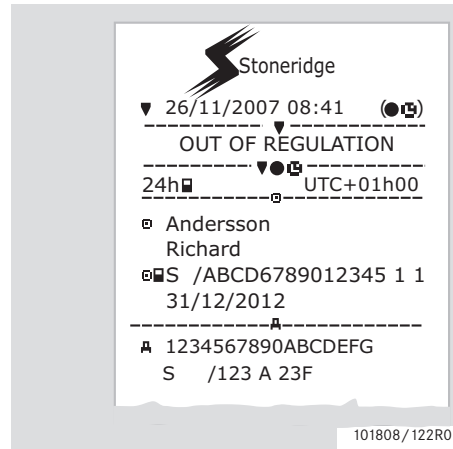 Stoneridge
26/11/2007 08:41
OUT OF REGULATION
24h UTC+01h00
Andersson
Richard
S /ABCD6789012345 1 1
31/12/2012
1234567890ABCDEFG
S /123 A 23F
101808/122R0